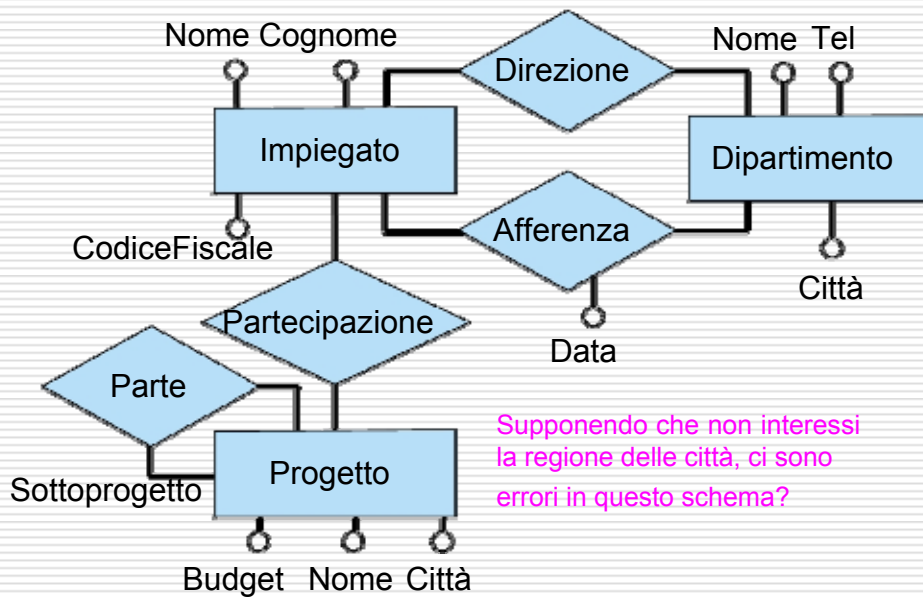 Nome Cognome
Nome Tel
Direzione
Impiegato
Dipartimento
Afferenza
CodiceFiscale
Città
Partecipazione
Data
Parte
Supponendo che non interessi
la regione delle città, ci sono
errori in questo schema?
Progetto
Sottoprogetto
Budget Nome Città